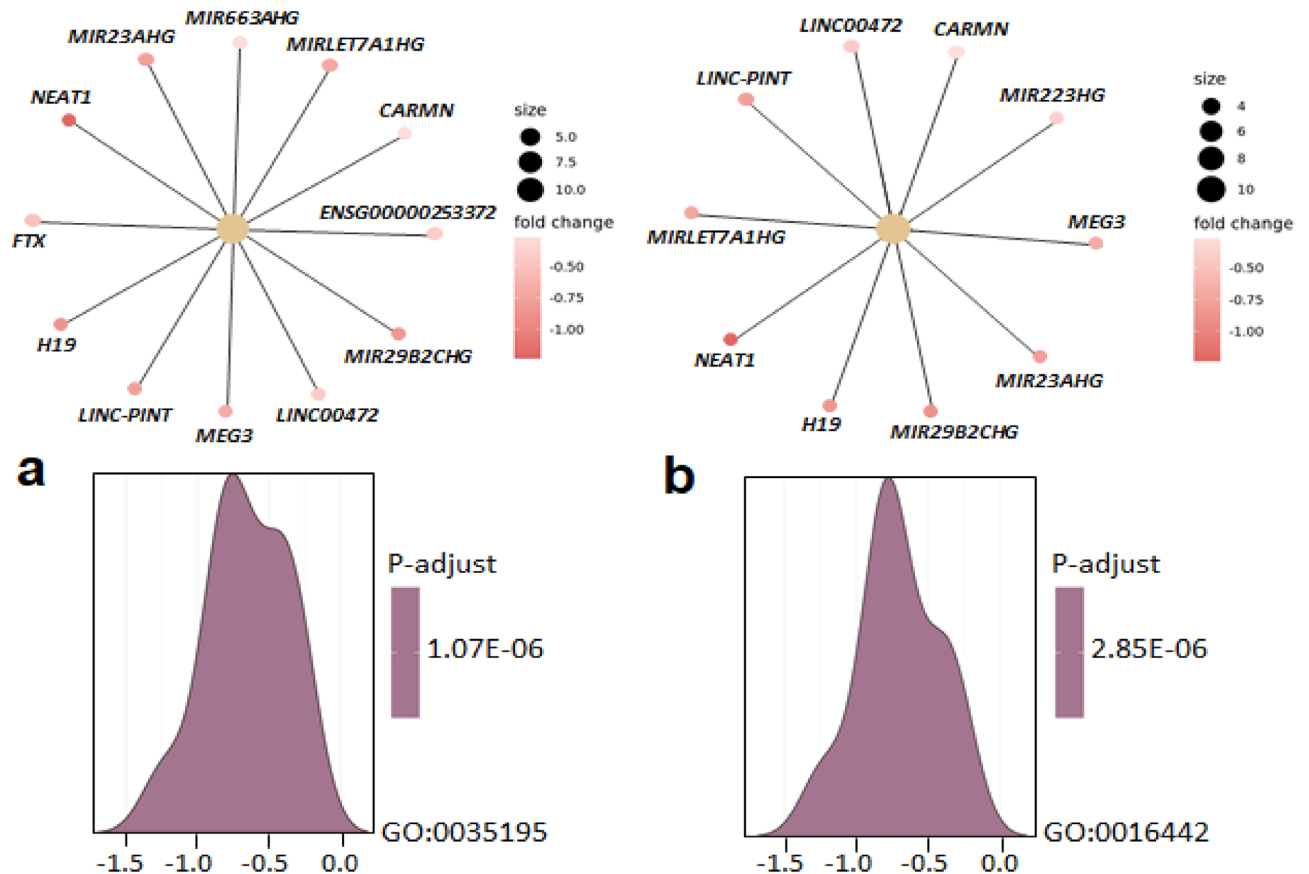 MIR663AHG
MIR23AHG
MIRLET7A1HG
NEAT1
CARMN
ENSG00000253372
FTX
H19
MIR29B2CHG
LINC-PINT
LINC00472
MEG3
size
5.0
7.5
10.0
fold change
-0.50
-0.75
-1.00
LINC00472
CARMN
LINC-PINT
MIR223HG
MIRLET7A1HG
MEG3
NEAT1
MIR23AHG
H19
MIR29B2CHG
size
4
6
8
10
fold change
-0.50
-0.75
-1.00
a
P-adjust
1.07E-06
GO:0035195
-1.5 -1.0 -0.5 0.0
b
P-adjust
2.85E-06
GO:0016442
-1.5 -1.0 -0.5 0.0